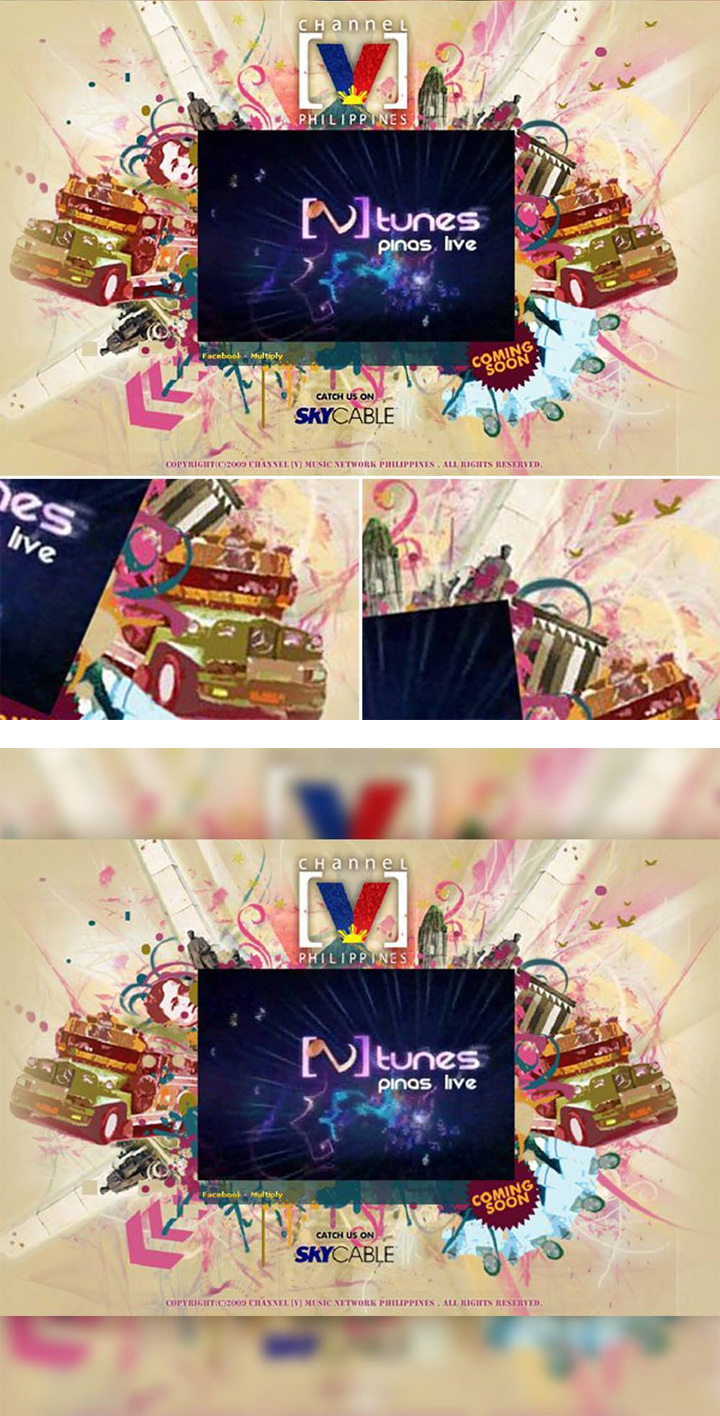 Channel
[V]
PHILIPPINES
[V] tunes
pinas live
Facebook - Multiply
COMING
SOON
CATCH US ON
SKYCABLE
COPYRIGHT(C)2009 CHANNEL [V] MUSIC NETWORK PHILIPPINES . ALL RIGHTS RESERVED.
nes
live
Channel
[V]
PHILIPPINES
[V] tunes
pinas live
Facebook - Multiply
COMING
SOON
CATCH US ON
SKYCABLE
COPYRIGHT(C)2009 CHANNEL [V] MUSIC NETWORK PHILIPPINES . ALL RIGHTS RESERVED.